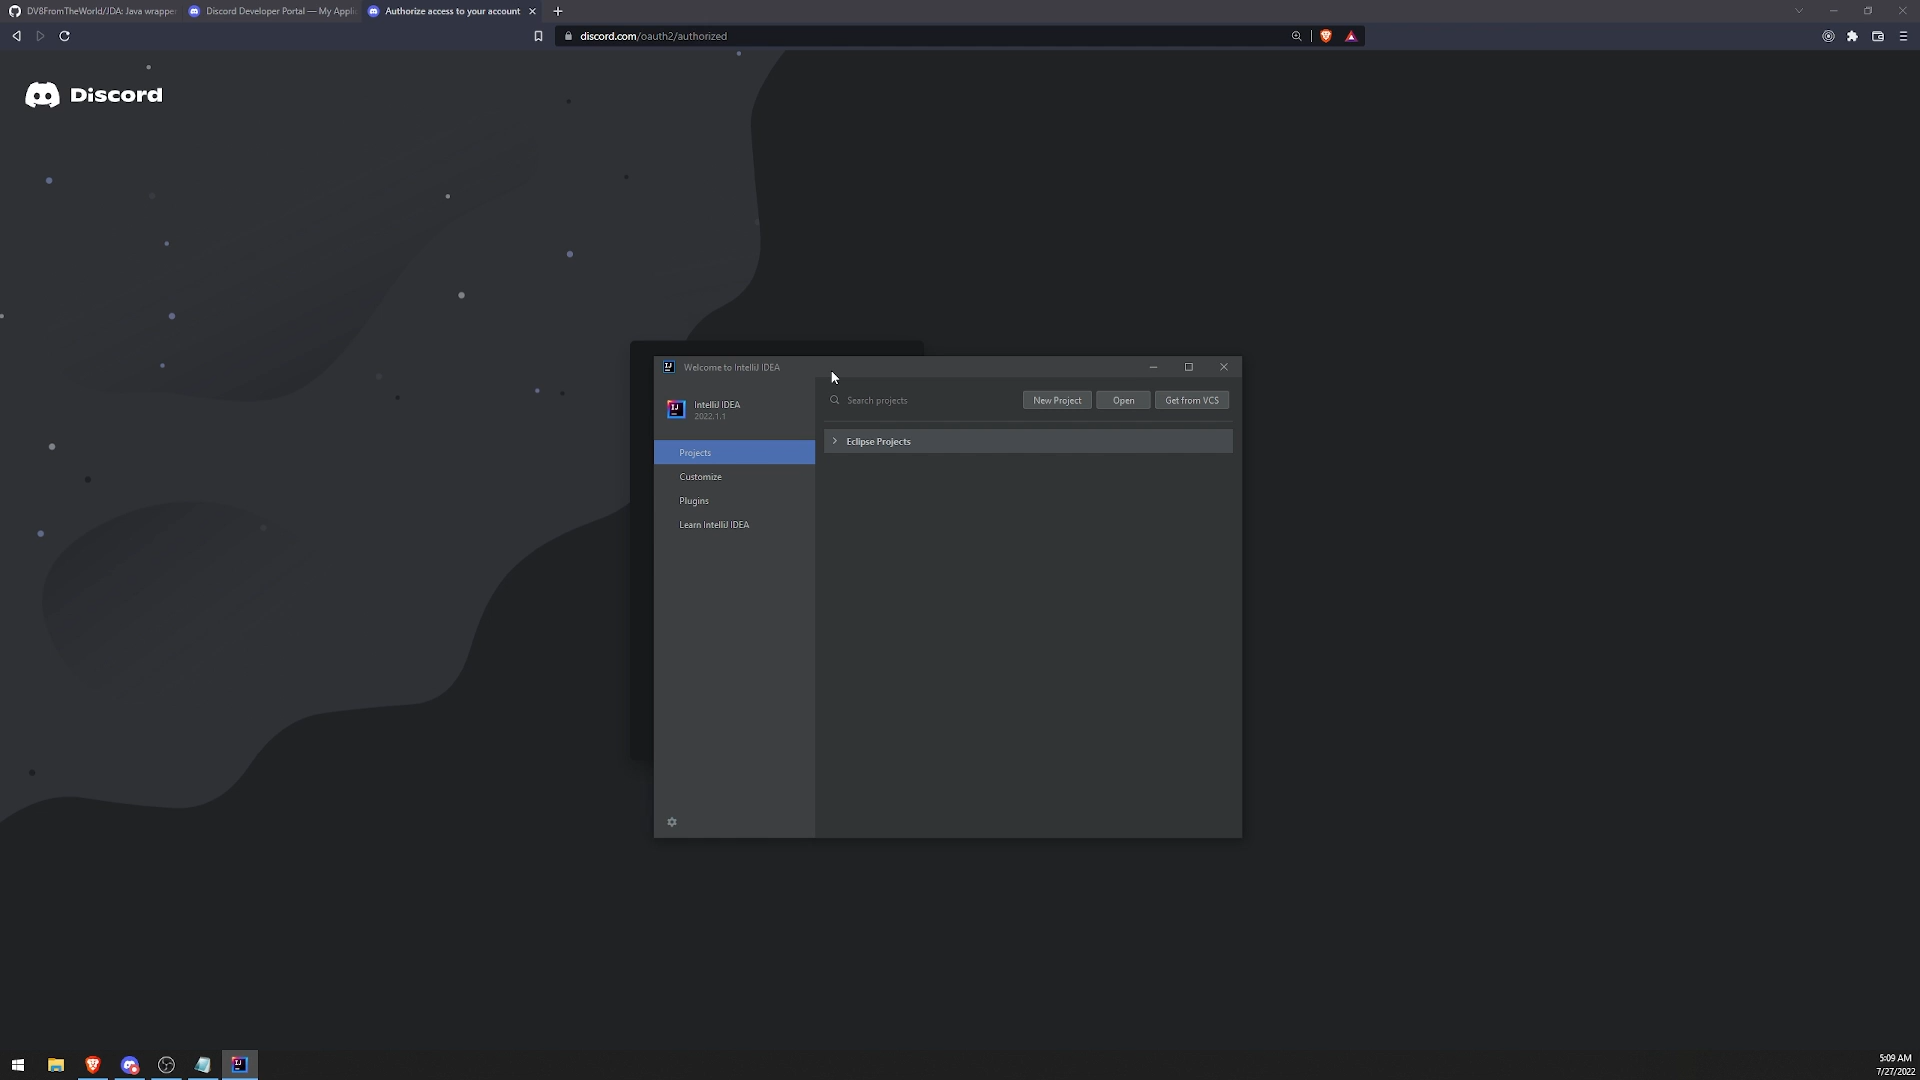 DV8FromTheWorld/JDA: Java wrapper
Discord Developer Portal — My Appli
Authorize access to your account
discord.com/oauth2/authorized
Discord
Welcome to IntelliJ IDEA
IntelliJ IDEA
2022.1.1
Search projects
New Project
Open
Get from VCS
Projects
Eclipse Projects
Customize
Plugins
Learn IntelliJ IDEA
5:09 AM
7/27/2022